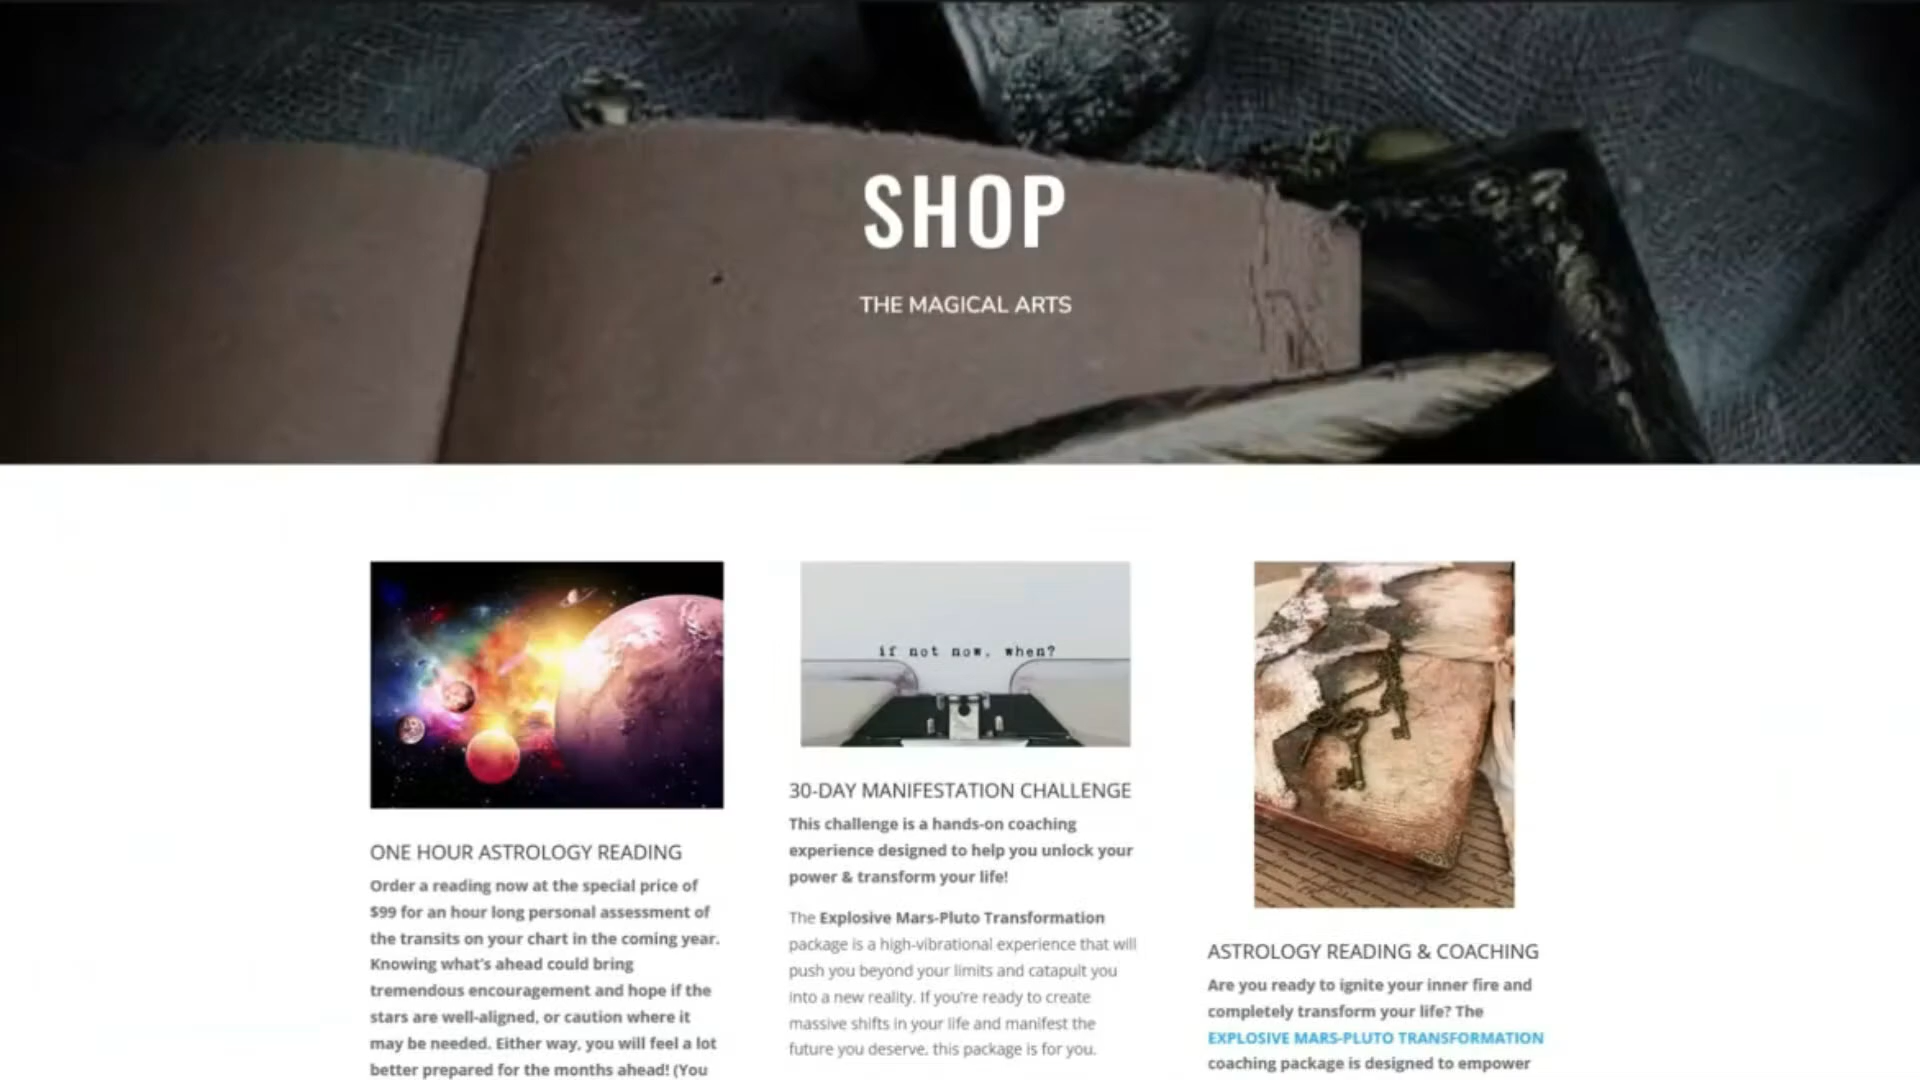 SHOP
THE MAGICAL ARTS
if not now, when?
ONE HOUR ASTROLOGY READING
Order a reading now at the special price of
$99 for an hour long personal assessment of
the transits on your chart in the coming year.
Knowing what's ahead could bring
tremendous encouragement and hope if the
stars are well-aligned, or caution where it
may be needed. Either way, you will feel a lot
better prepared for the months ahead! (You
30-DAY MANIFESTATION CHALLENGE
This challenge is a hands-on coaching
experience designed to help you unlock your
power & transform your life!
The Explosive Mars-Pluto Transformation
package is a high-vibrational experience that will
push you beyond your limits and catapult you
into a new reality. If you're ready to create
massive shifts in your life and manifest the
future you deserve, this package is for you.
ASTROLOGY READING & COACHING
Are you ready to ignite your inner fire and
completely transform your life? The
EXPLOSIVE MARS-PLUTO TRANSFORMATION
coaching package is designed to empower